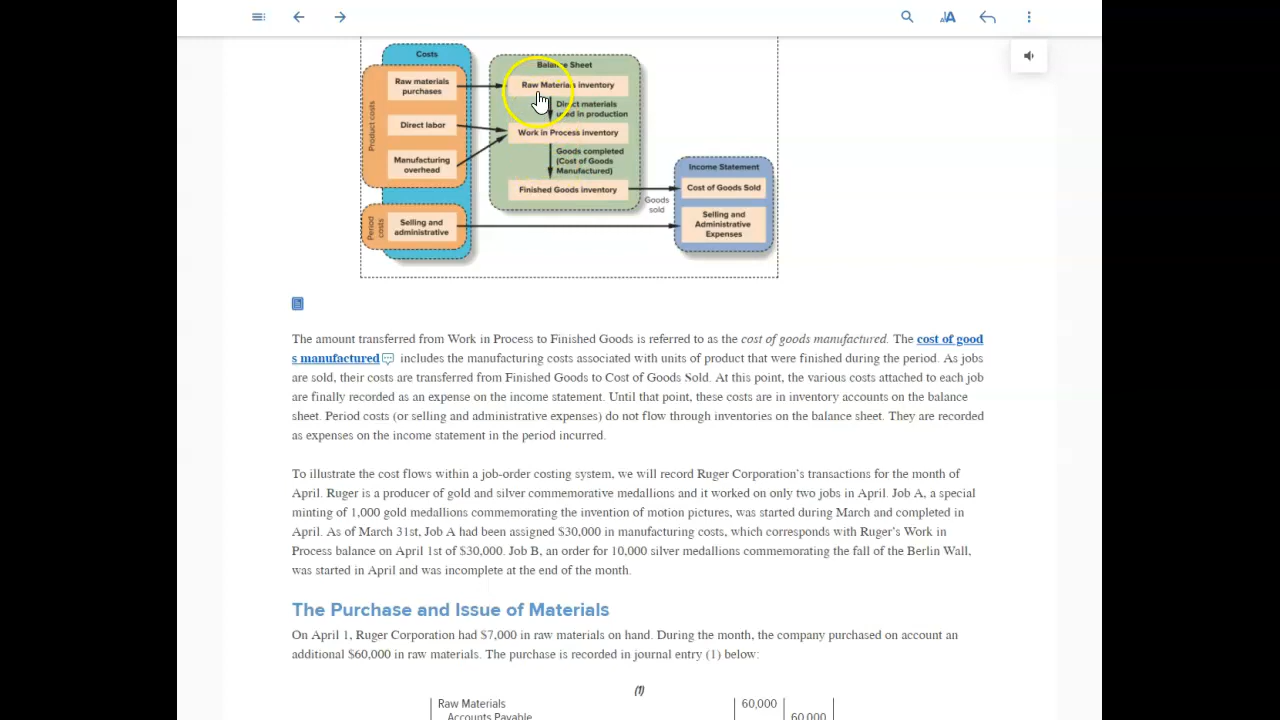 Costs
Balance Sheet
Product costs
Raw materials
purchases
Raw Materials inventory
Direct materials
used in production
Direct labor
Work in Process inventory
Manufacturing
overhead
Goods completed
(Cost of Goods
Manufactured)
Income Statement
Finished Goods inventory
Cost of Goods Sold
Goods
sold
Period
costs
Selling and
administrative
Selling and
Administrative
Expenses
The amount transferred from Work in Process to Finished Goods is referred to as the cost of goods manufactured. The cost of good
s manufactured includes the manufacturing costs associated with units of product that were finished during the period. As jobs
are sold, their costs are transferred from Finished Goods to Cost of Goods Sold. At this point, the various costs attached to each job
are finally recorded as an expense on the income statement. Until that point, these costs are in inventory accounts on the balance
sheet. Period costs (or selling and administrative expenses) do not flow through inventories on the balance sheet. They are recorded
as expenses on the income statement in the period incurred.
To illustrate the cost flows within a job-order costing system, we will record Ruger Corporation's transactions for the month of
April. Ruger is a producer of gold and silver commemorative medallions and it worked on only two jobs in April. Job A, a special
minting of 1,000 gold medallions commemorating the invention of motion pictures, was started during March and completed in
April. As of March 31st, Job A had been assigned $30,000 in manufacturing costs, which corresponds with Ruger's Work in
Process balance on April 1st of $30,000. Job B, an order for 10,000 silver medallions commemorating the fall of the Berlin Wall,
was started in April and was incomplete at the end of the month.
The Purchase and Issue of Materials
On April 1, Ruger Corporation had $7,000 in raw materials on hand. During the month, the company purchased on account an
additional $60,000 in raw materials. The purchase is recorded in journal entry (1) below:
(1)
Raw Materials 60,000
Accounts Payable 60,000